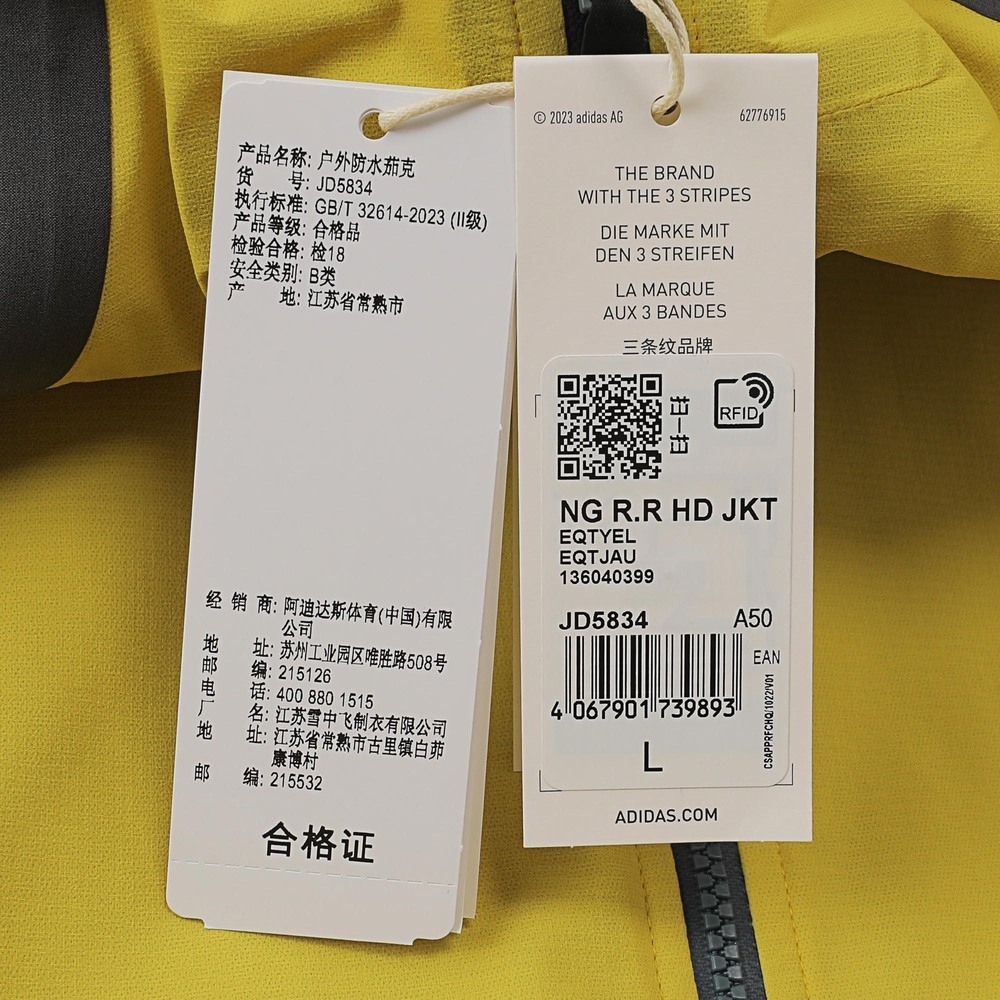 产品名称: 户外防水茄克
货 号: JD5834
执行标准: GB/T 32614-2023 (II级)
产品等级: 合格品
检验合格: 检18
安全类别: B类
产 地: 江苏省常熟市
经 销 商: 阿迪达斯体育(中国)有限
公司
地 址: 苏州工业园区唯胜路508号
邮 编: 215126
电 话: 400 880 1515
厂 名: 江苏雪中飞制衣有限公司
地 址: 江苏省常熟市古里镇白茆
康博村
邮 编: 215532
合格证
© 2023 adidas AG 62776915
THE BRAND
WITH THE 3 STRIPES
DIE MARKE MIT
DEN 3 STREIFEN
LA MARQUE
AUX 3 BANDES
三条纹品牌
扫一扫
RFID
NG R.R HD JKT
EQTYEL
EQTJAU
136040399
JD5834 A50
EAN
4 067901 739893
CSAPPRFCHQ/1022/V01
L
ADIDAS.COM